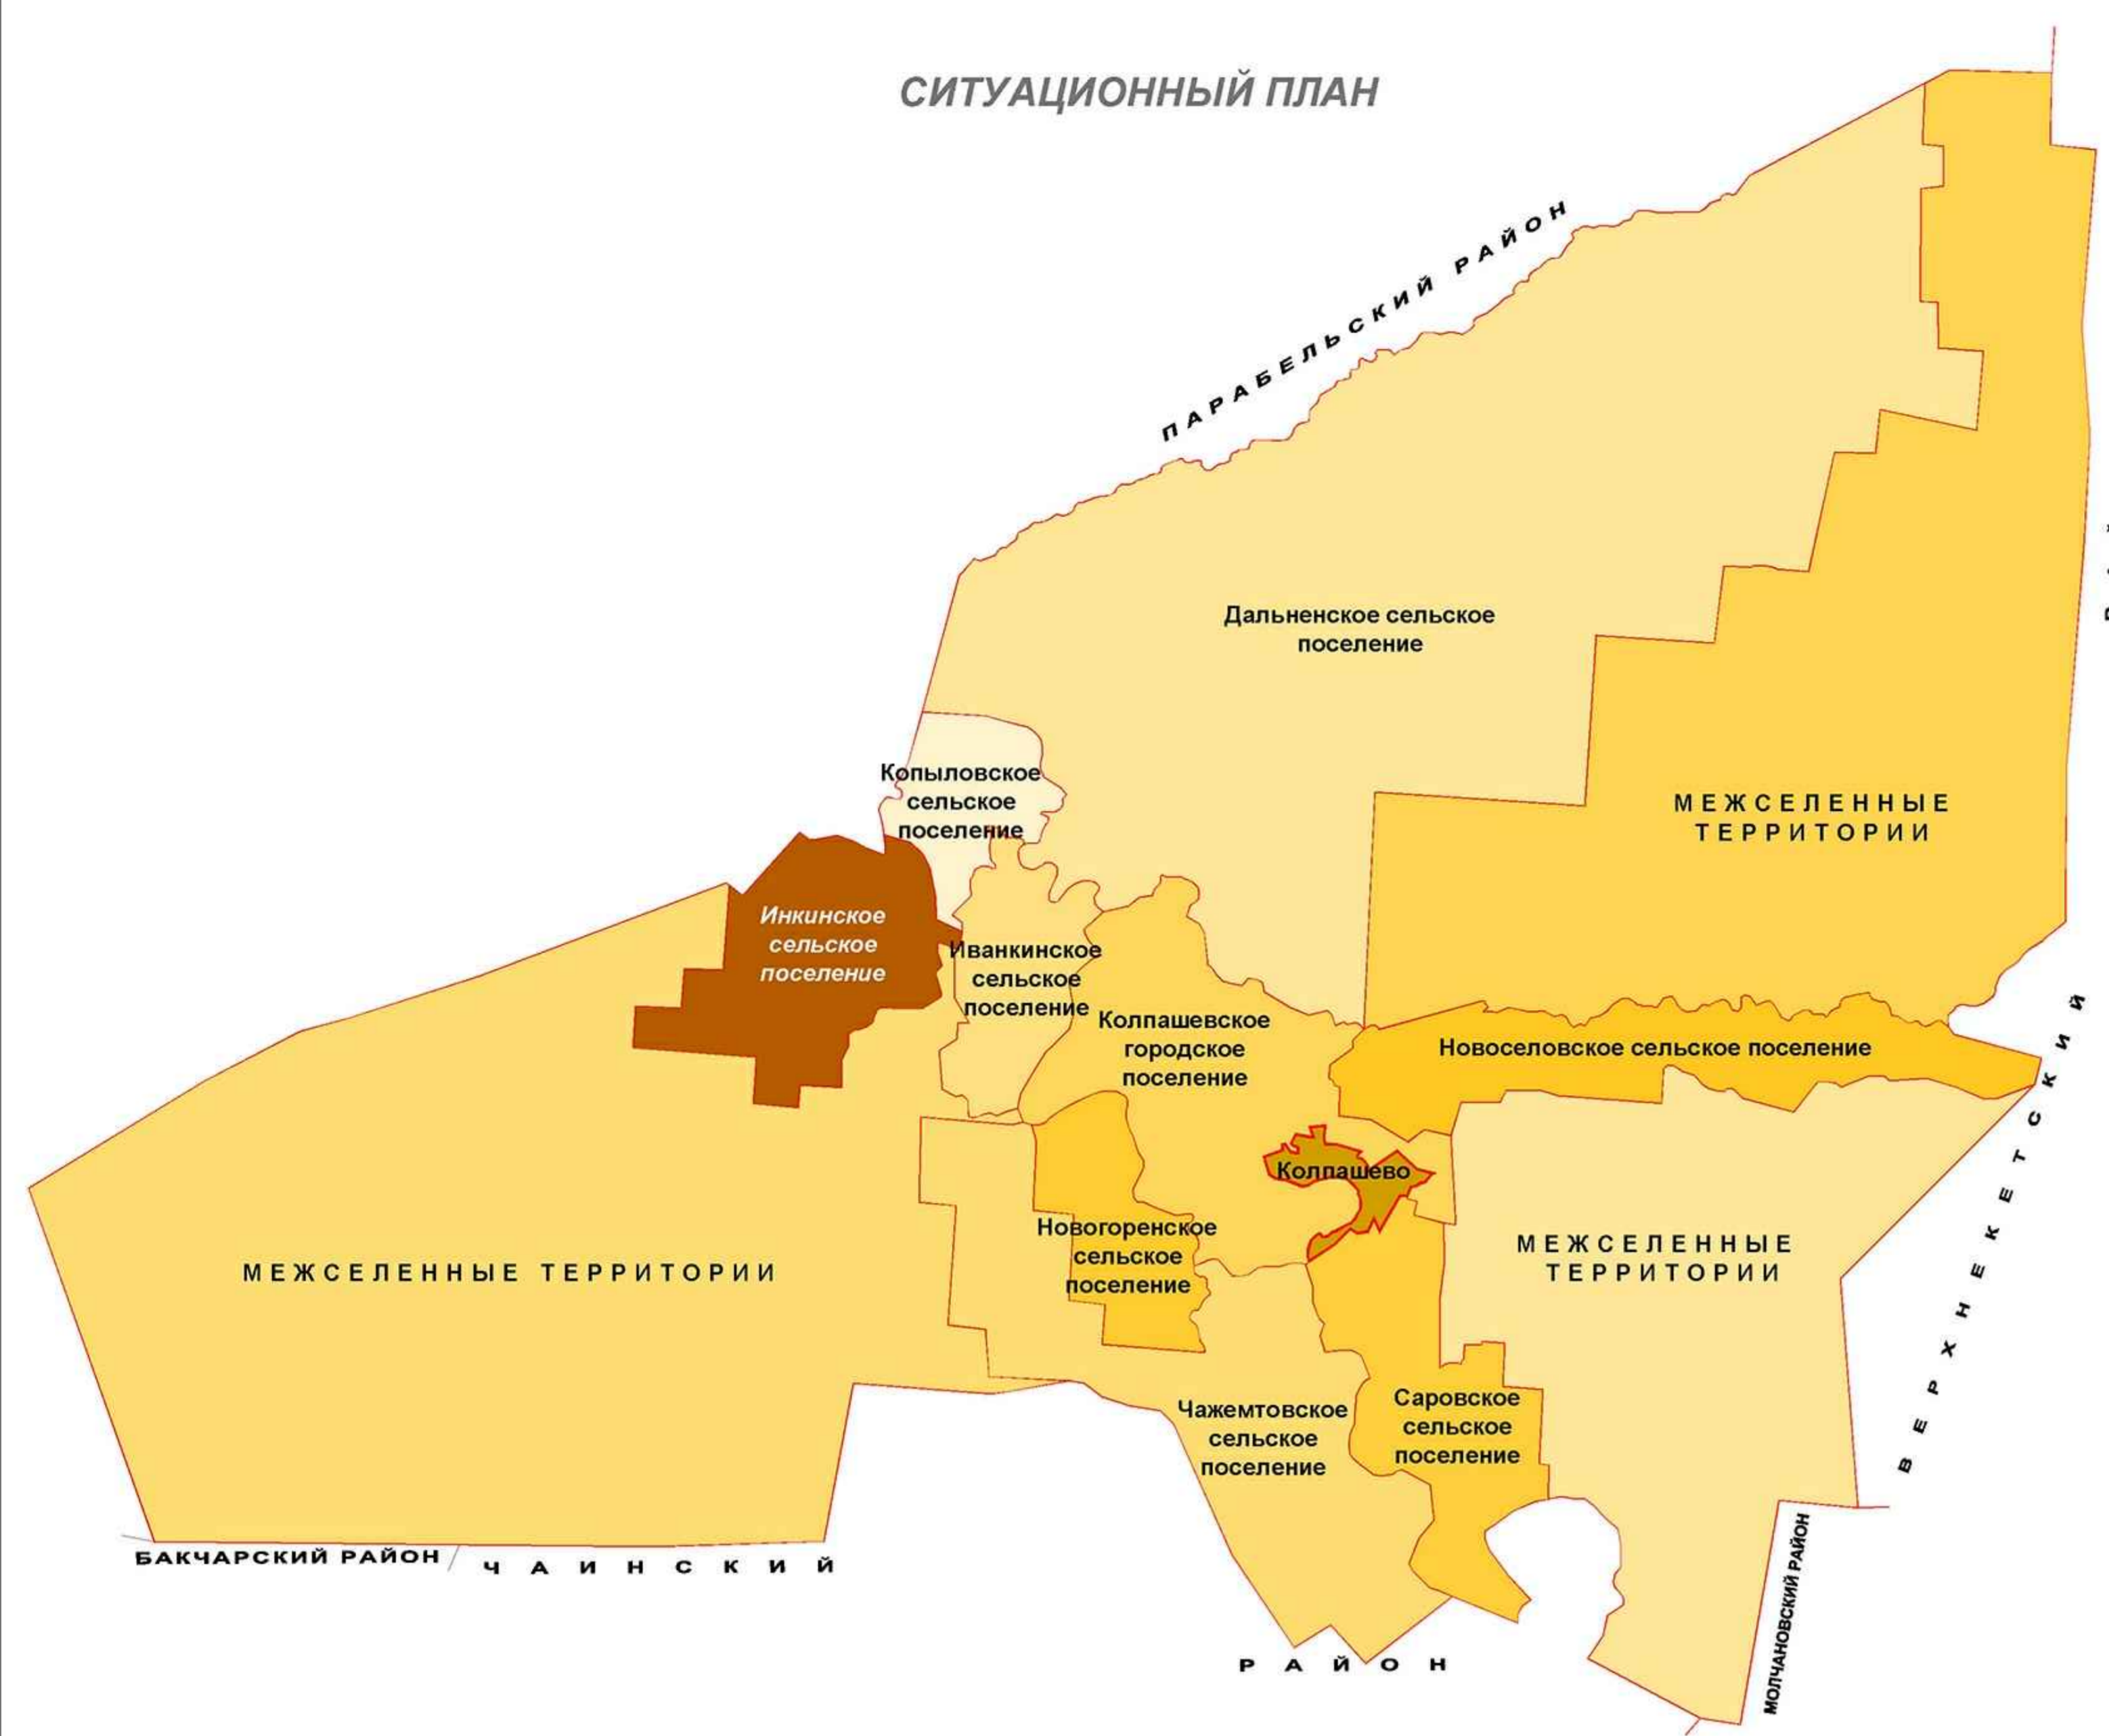 СИТУАЦИОННЫЙ ПЛАН
ПАРАБЕЛЬСКИЙ РАЙОН
Дальненское сельское
поселение
Копыловское
сельское
поселение
МЕЖСЕЛЕННЫЕ
ТЕРРИТОРИИ
Инкинское
сельское
поселение
Иванкинское
сельское
поселение
Колпашевское
городское
поселение
Новоселовское сельское поселение
Колпашево
Новогоренское
сельское
поселение
МЕЖСЕЛЕННЫЕ
ТЕРРИТОРИИ
МЕЖСЕЛЕННЫЕ ТЕРРИТОРИИ
Чажемтовское
сельское
поселение
Саровское
сельское
поселение
ВЕРХНЕКЕТСКИЙ
БАКЧАРСКИЙ РАЙОН
ЧАИНСКИЙ
РАЙОН
МОЛЧАНОВСКИЙ РАЙОН